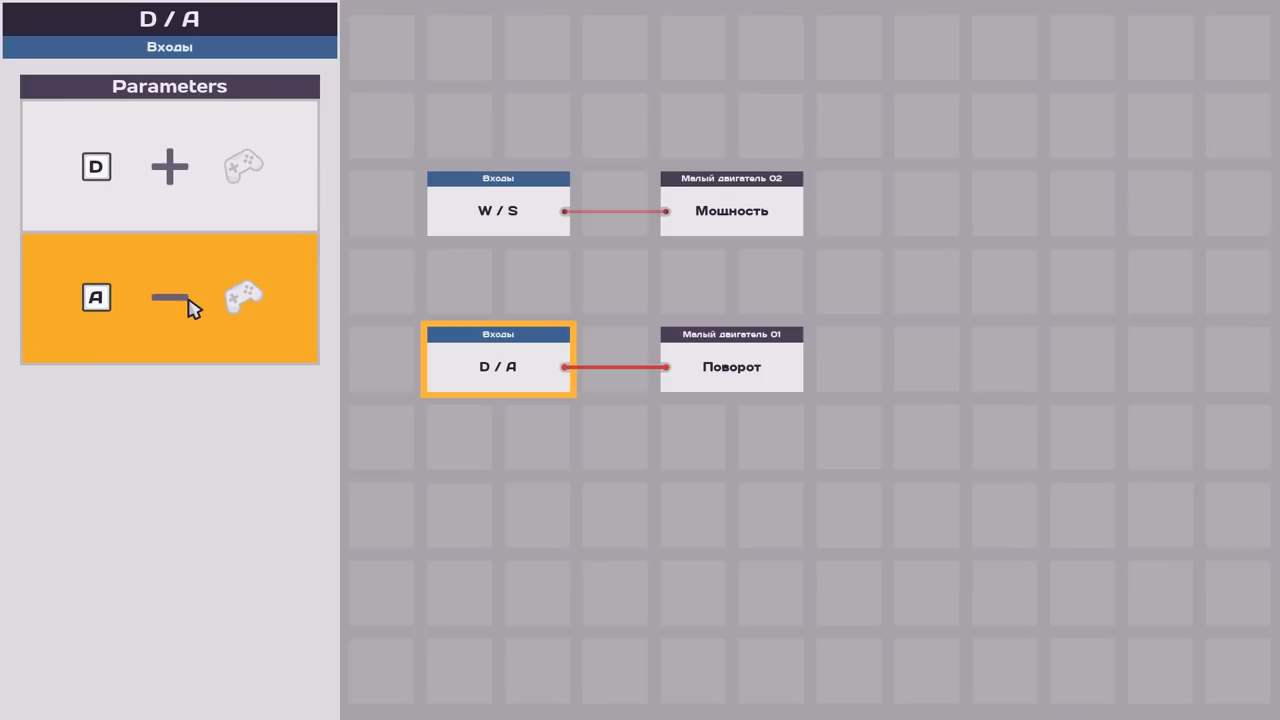 D / A
Входы
Parameters
D
A
Входы
W / S
Малый двигатель 02
Мощность
Входы
D / A
Малый двигатель 01
Поворот